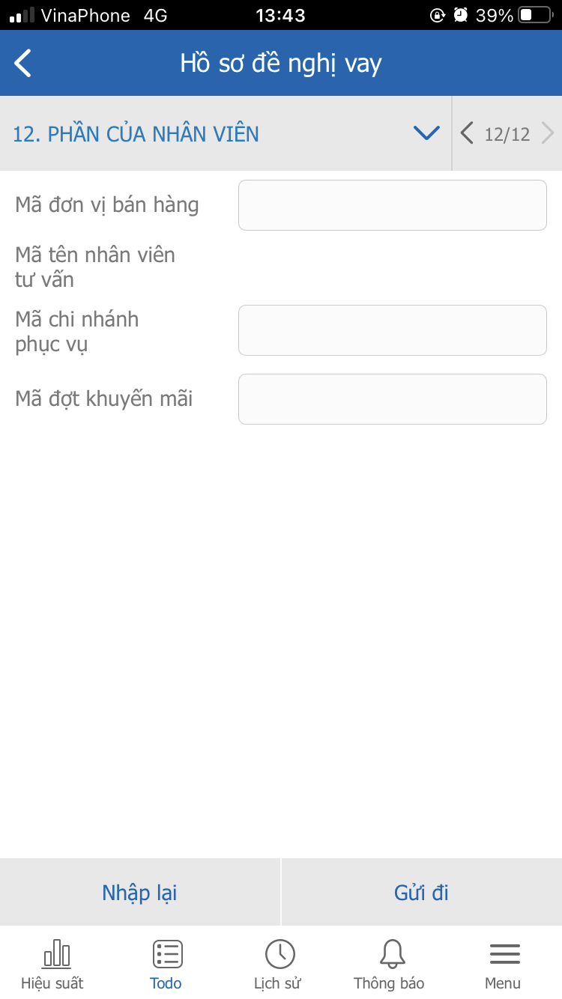 VinaPhone 4G 13:43 39%
Hồ sơ đề nghị vay
12. PHẦN CỦA NHÂN VIÊN 12/12
Mã đơn vị bán hàng
Mã tên nhân viên
tư vấn
Mã chi nhánh
phục vụ
Mã đợt khuyến mãi
Nhập lại Gửi đi
Hiệu suất Todo Lịch sử Thông báo Menu